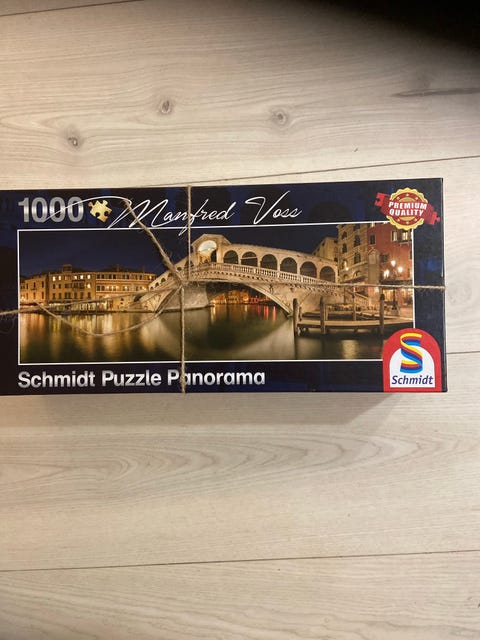 1000 Manfred Voss
PREMIUM
QUALITY
Schmidt Puzzle Panorama
Schmidt